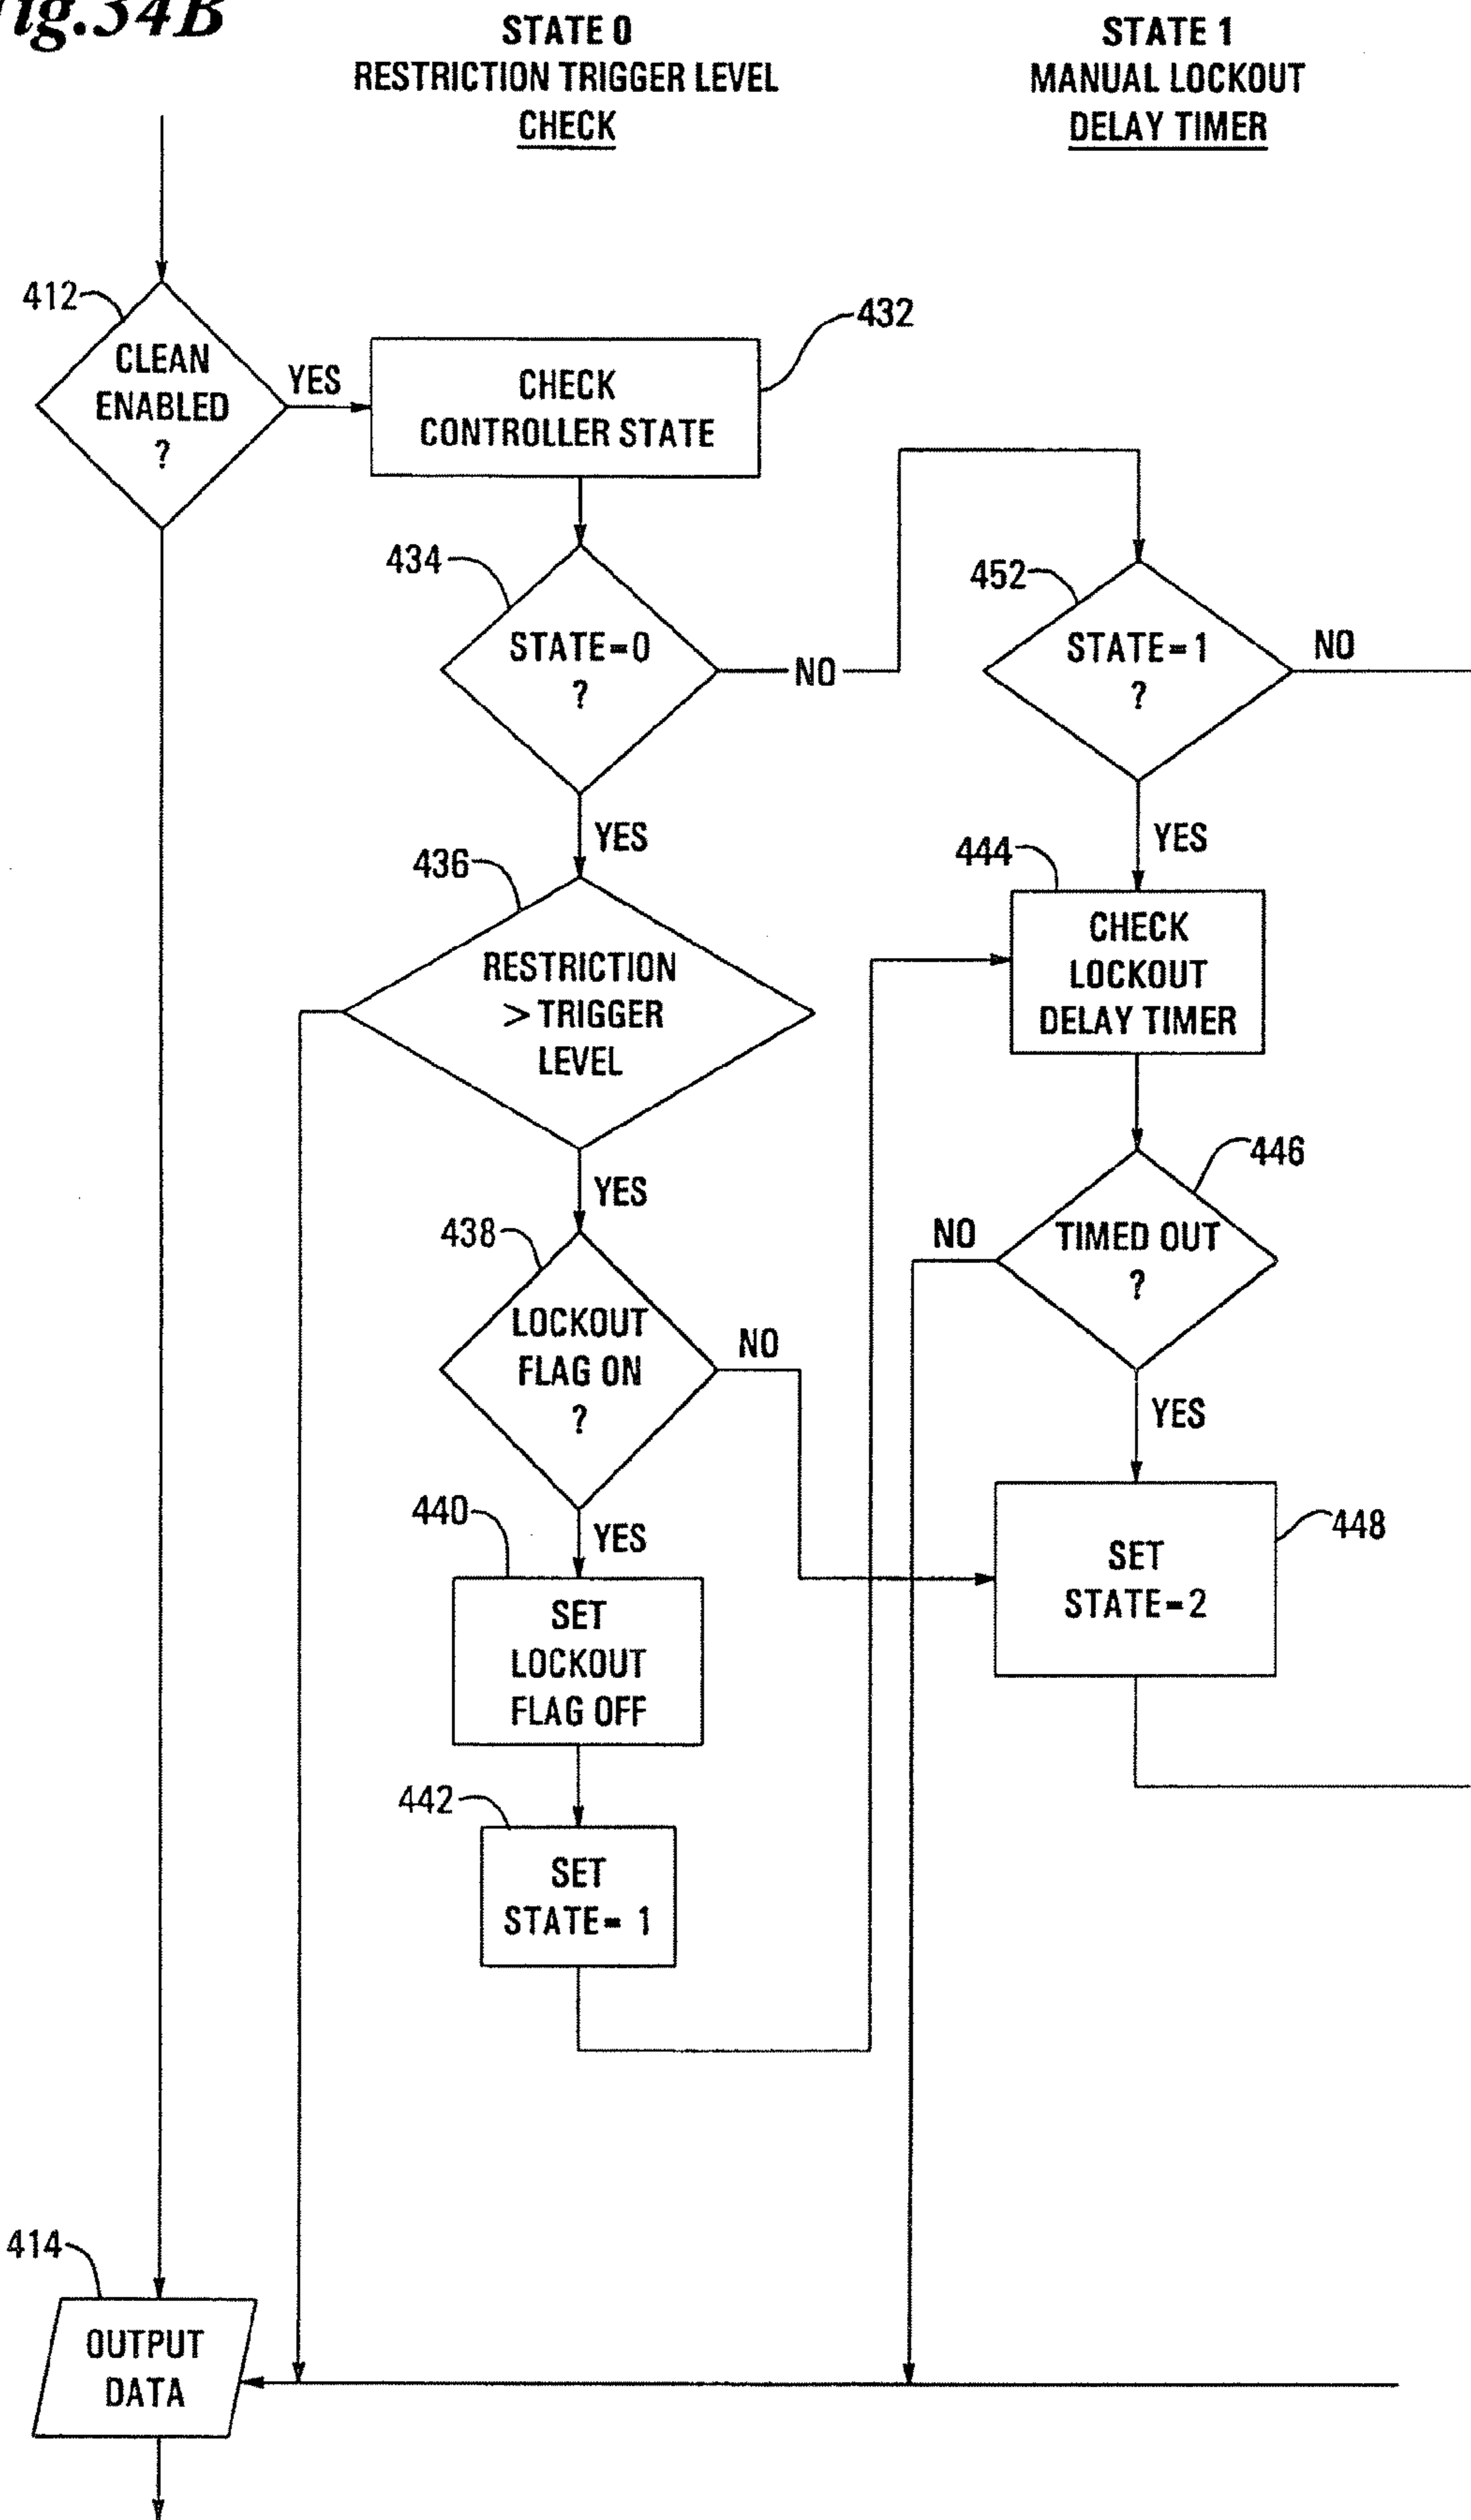 Fig.34B
STATE 0
RESTRICTION TRIGGER LEVEL
CHECK
STATE 1
MANUAL LOCKOUT
DELAY TIMER
412
CLEAN
ENABLED
?
YES
432
CHECK
CONTROLLER STATE
434
STATE=0
?
NO
452
STATE=1
?
NO
YES
436
RESTRICTION
> TRIGGER
LEVEL
YES
444
CHECK
LOCKOUT
DELAY TIMER
YES
438
LOCKOUT
FLAG ON
?
NO
446
TIMED OUT
?
NO
YES
440
YES
SET
LOCKOUT
FLAG OFF
448
SET
STATE=2
442
SET
STATE= 1
414
OUTPUT
DATA